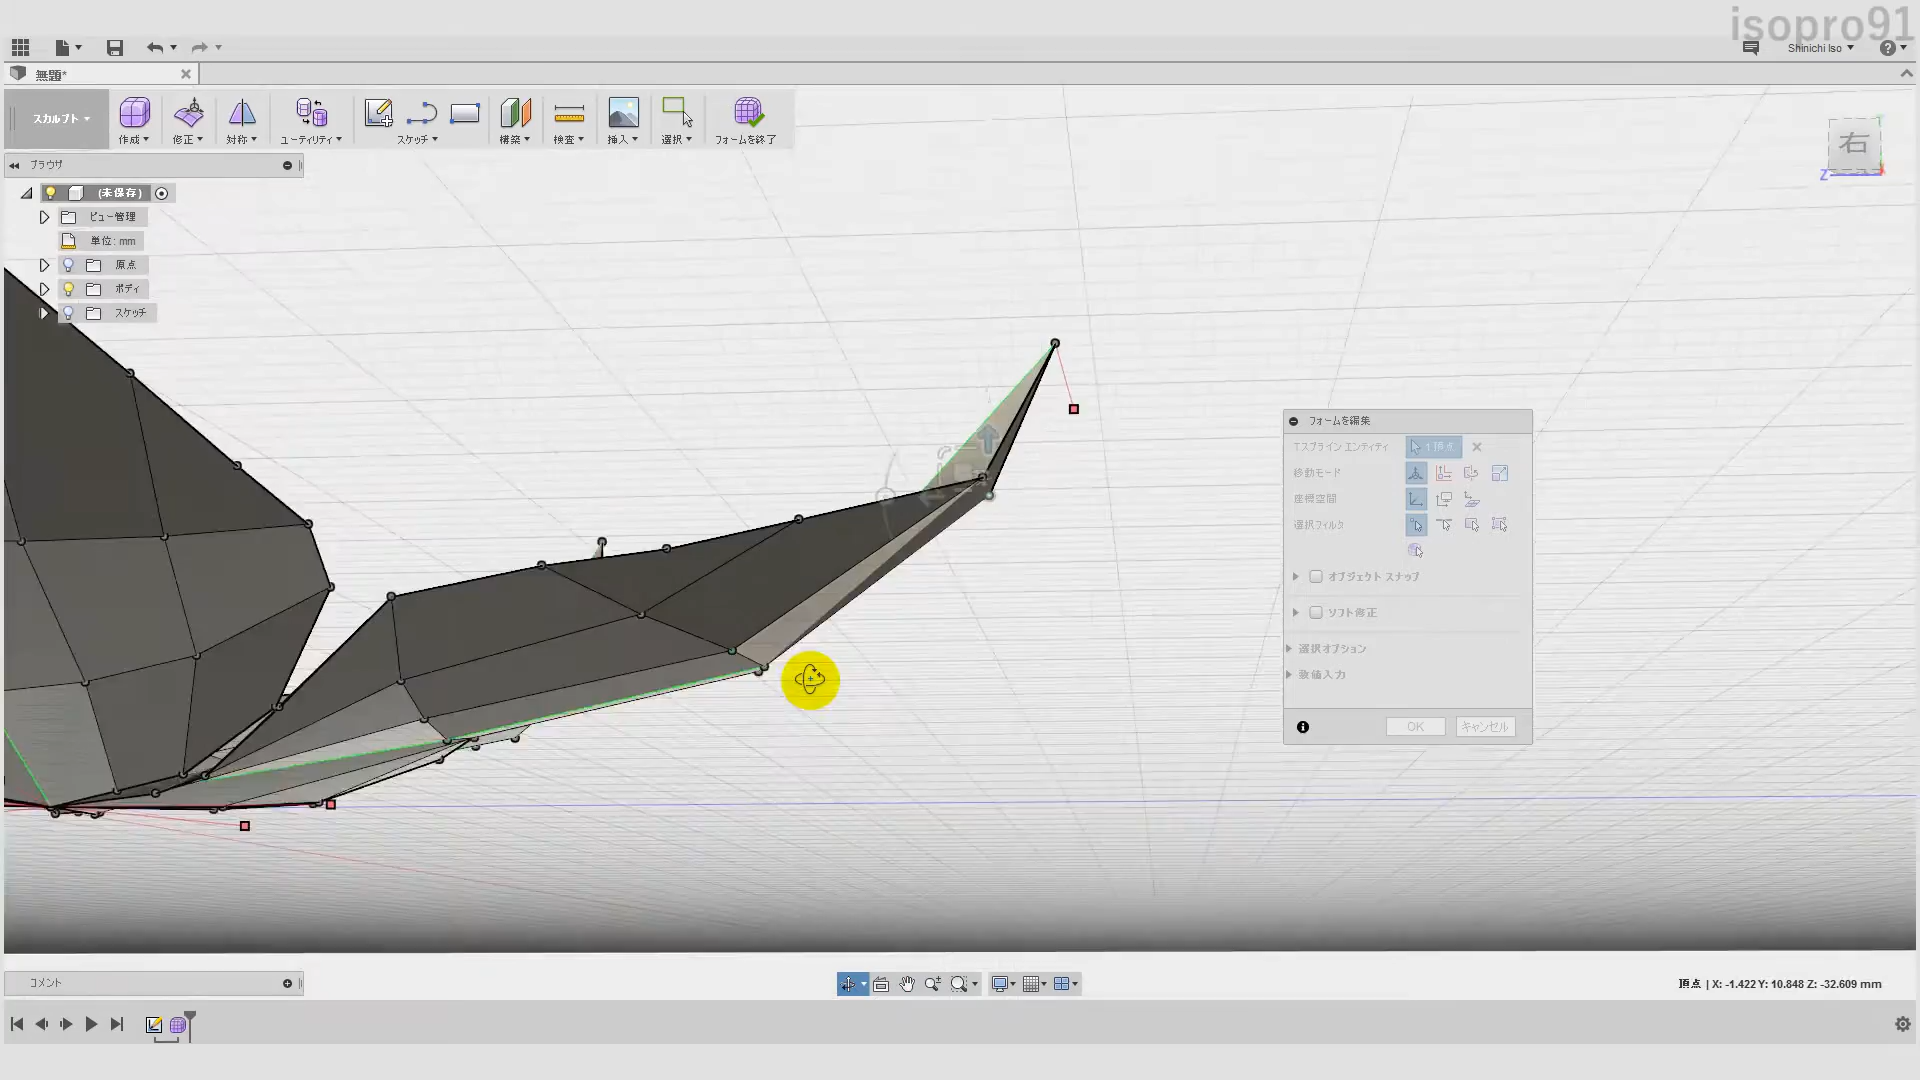 isopro91
Shinichi Iso
無題*
スカルプト
作成
修正
対称
ユーティリティ
スケッチ
構築
検査
挿入
選択
フォームを終了
右
Z
ブラウザ
(未保存)
ビュー管理
単位: mm
原点
ボディ
スケッチ
フォームを編集
Tスプライン エンティティ
1 頂点
移動モード
座標空間
選択フィルタ
オブジェクト スナップ
ソフト修正
選択オプション
数値入力
OK
キャンセル
コメント
頂点 | X: -1.422 Y: 10.848 Z: -32.609 mm